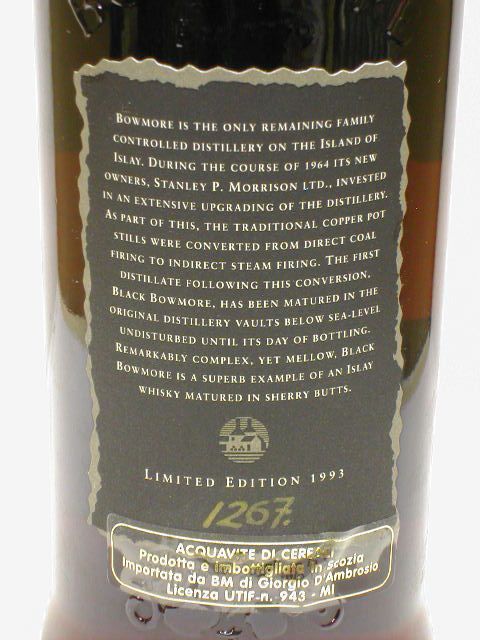 BOWMORE IS THE ONLY REMAINING FAMILY
CONTROLLED DISTILLERY ON THE ISLAND OF
ISLAY. DURING THE COURSE OF 1964 ITS NEW
OWNERS, STANLEY P. MORRISON LTD., INVESTED
IN AN EXTENSIVE UPGRADING OF THE DISTILLERY.
AS PART OF THIS, THE TRADITIONAL COPPER POT
STILLS WERE CONVERTED FROM DIRECT COAL
FIRING TO INDIRECT STEAM FIRING. THE FIRST
DISTILLATE FOLLOWING THIS CONVERSION,
BLACK BOWMORE, HAS BEEN MATURED IN THE
ORIGINAL DISTILLERY VAULTS BELOW SEA-LEVEL
UNDISTURBED UNTIL ITS DAY OF BOTTLING.
REMARKABLY COMPLEX, YET MELLOW, BLACK
BOWMORE IS A SUPERB EXAMPLE OF AN ISLAY
WHISKY MATURED IN SHERRY BUTTS.
LIMITED EDITION 1993
1267.
ACQUAVITE DI CEREALI
Prodotta e imbottigliata in Scozia
Importata da BM di Giorgio D'Ambrosio
Licenza UTIF-n. 943 - MI